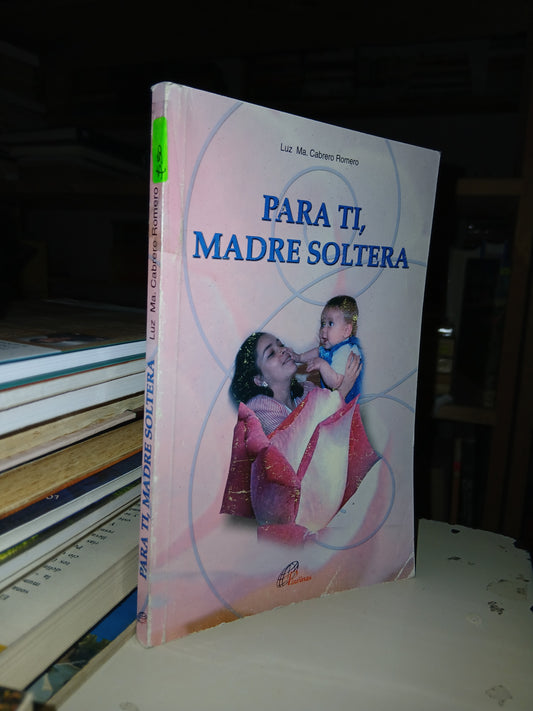 Luz Ma. Cabrero Romero
PARA TI,
MADRE SOLTERA
Paulinas
PARA TI, MADRE SOLTERA Luz Ma. Cabrero Romero